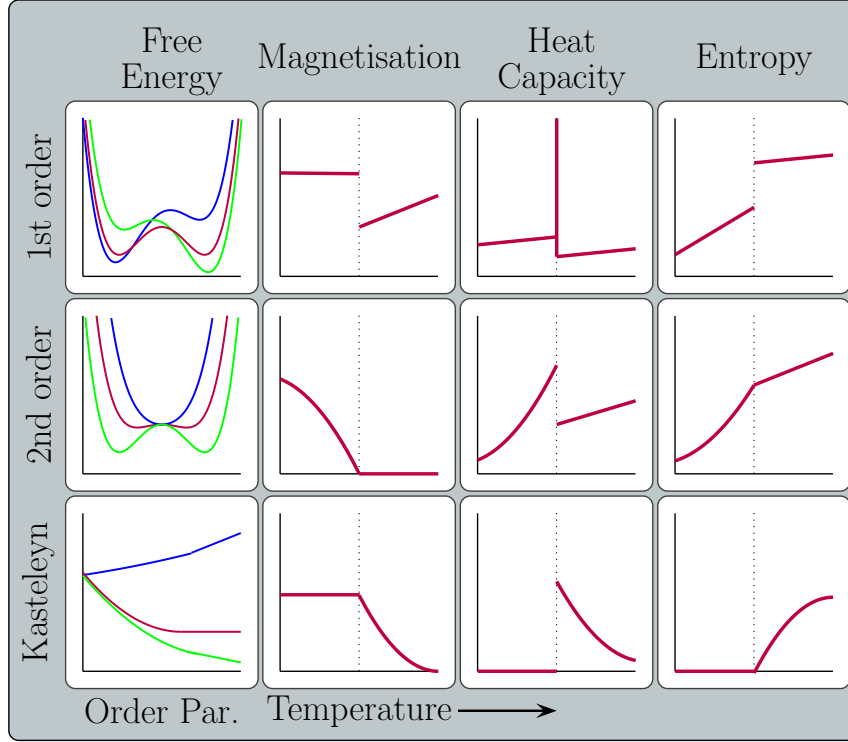 Free
Energy
Magnetisation
Heat
Capacity
Entropy
1st order
2nd order
Kasteleyn
Order Par.
Temperature